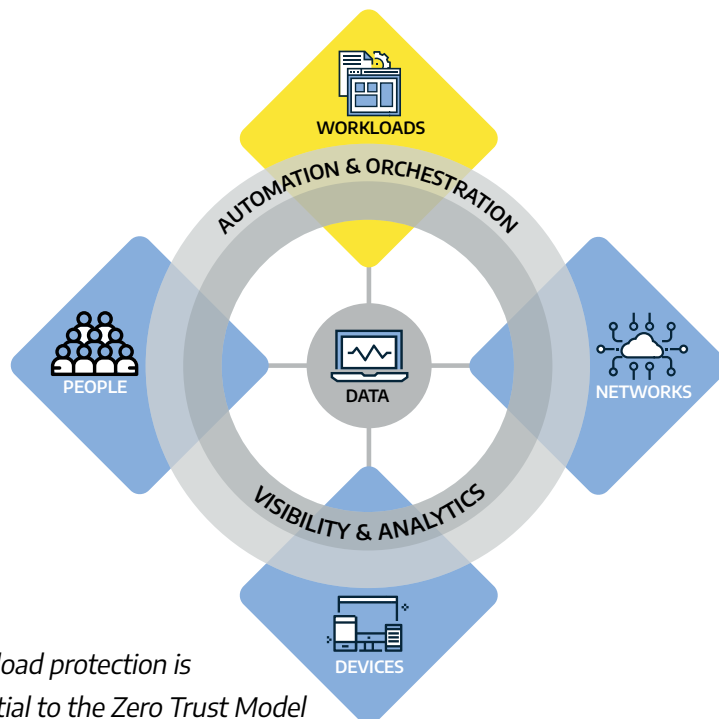 WORKLOADS
AUTOMATION & ORCHESTRATION
PEOPLE
DATA
NETWORKS
VISIBILITY & ANALYTICS
DEVICES
load protection is
tial to the Zero Trust Model